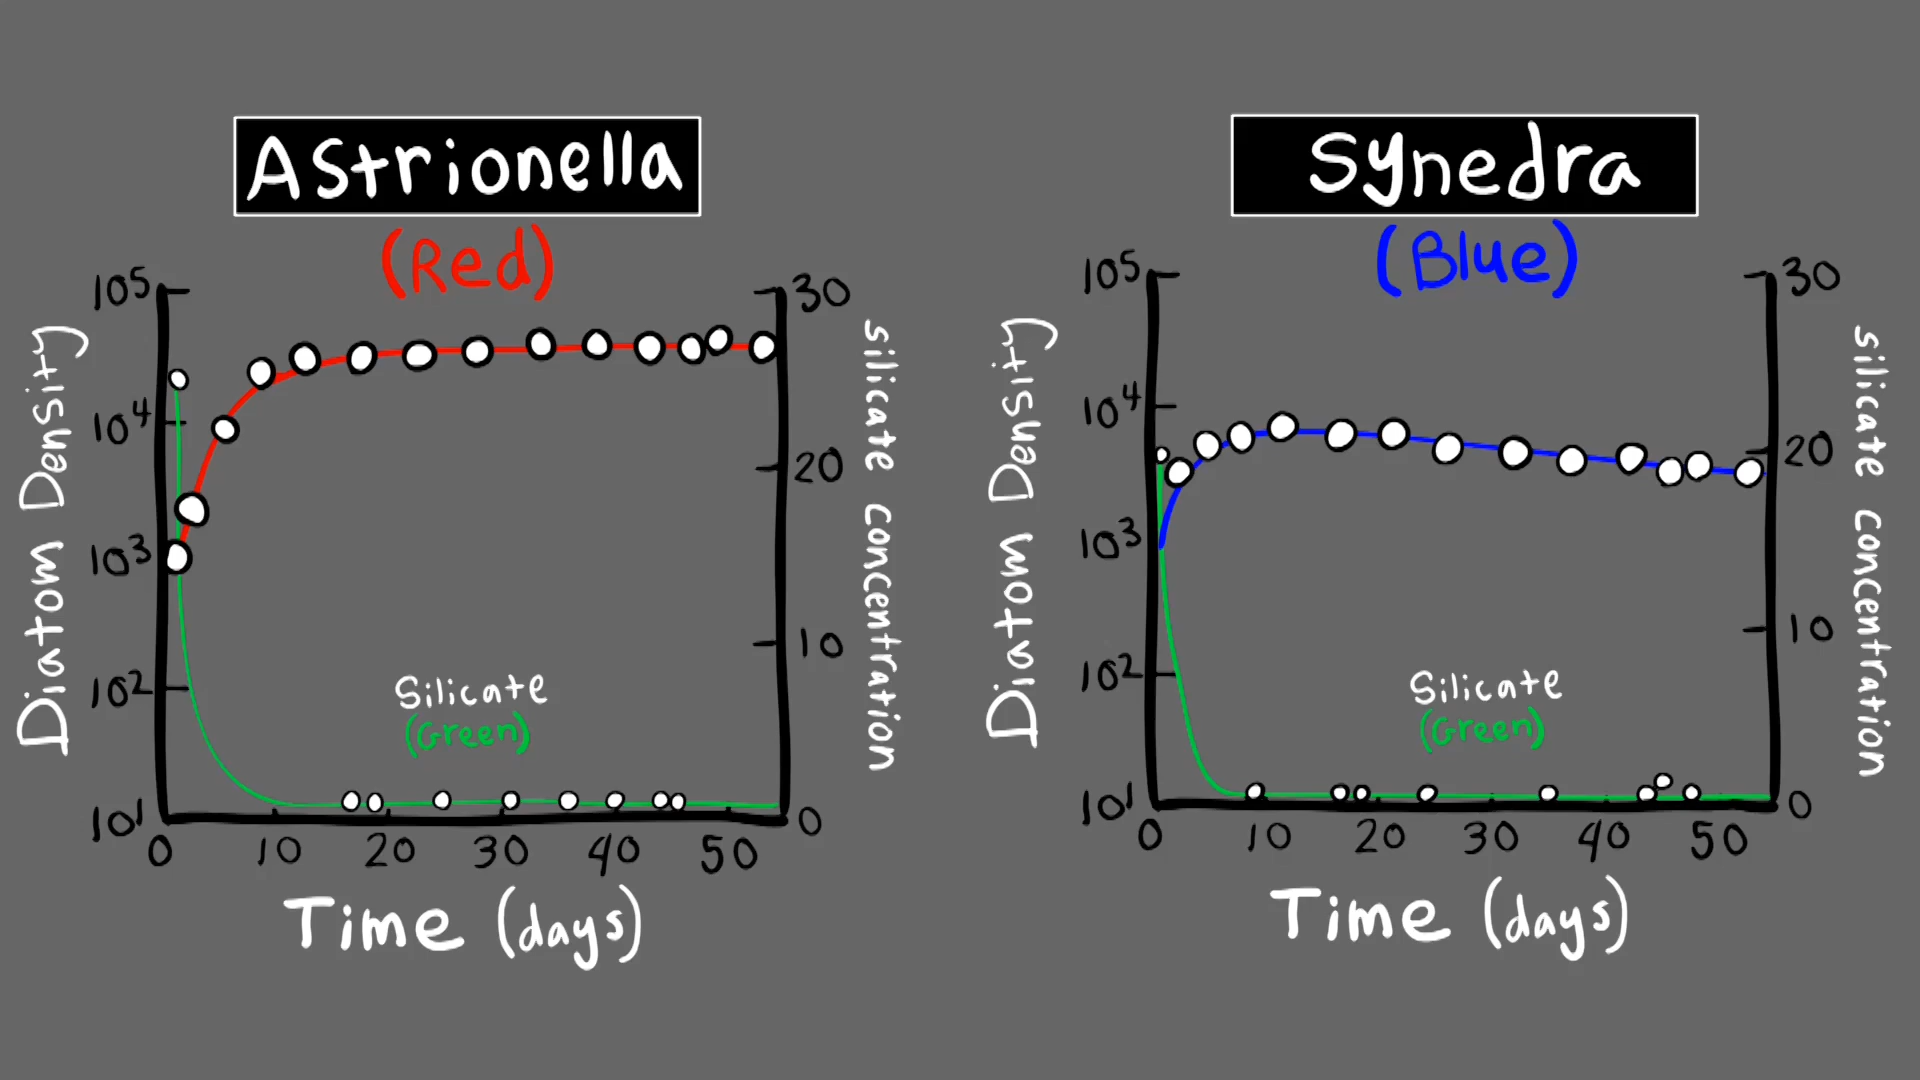 Astrionella
(Red)
10⁵
10⁴
10³
10²
10¹
Diatom Density
30
20
10
0
silicate concentration
Silicate
(Green)
0 10 20 30 40 50
Time (days)
Synedra
(Blue)
10⁵
10⁴
10³
10²
10¹
Diatom Density
30
20
10
0
silicate concentration
Silicate
(Green)
0 10 20 30 40 50
Time (days)